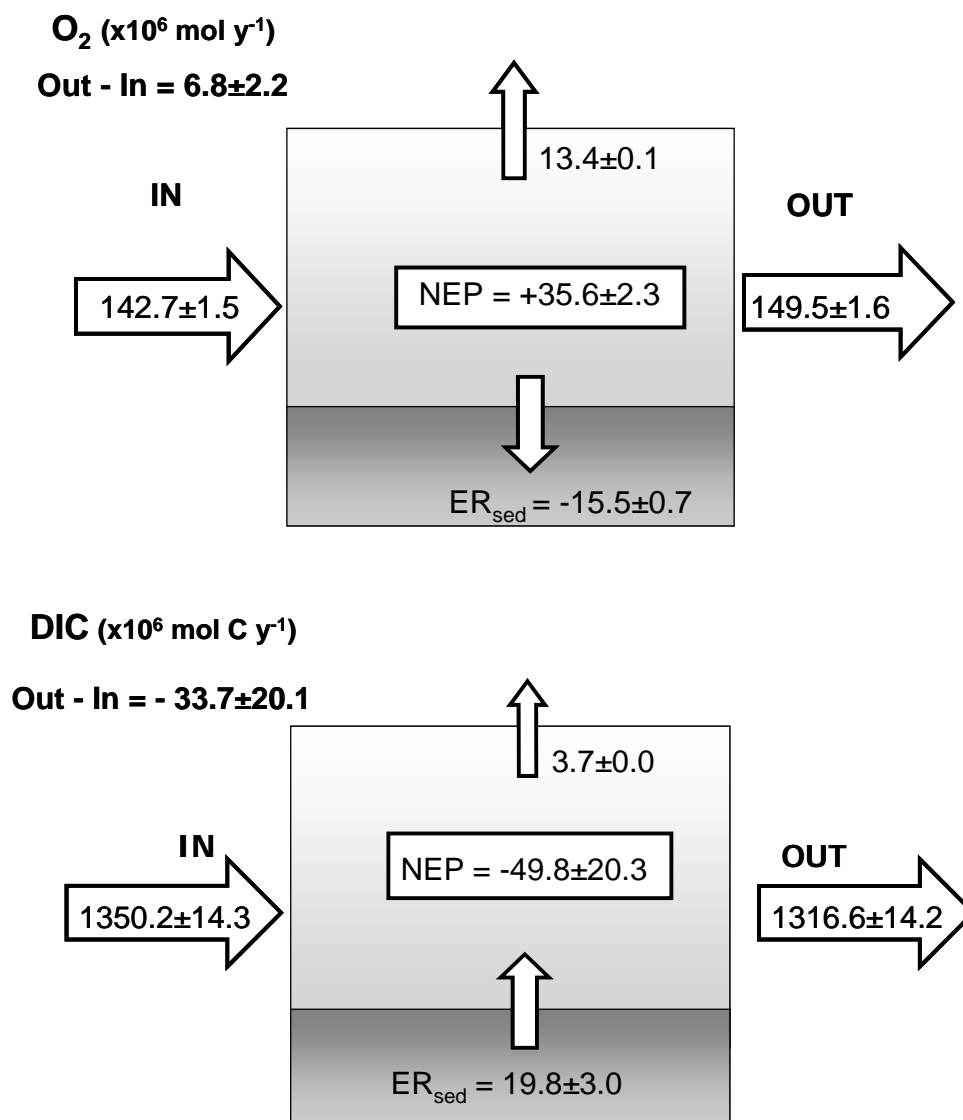 O₂ (x10⁶ mol y⁻¹)
Out - In = 6.8±2.2
13.4±0.1
IN
OUT
142.7±1.5
NEP = +35.6±2.3
149.5±1.6
ERsed = -15.5±0.7
DIC (x10⁶ mol C y⁻¹)
Out - In = - 33.7±20.1
3.7±0.0
IN
OUT
NEP = -49.8±20.3
1350.2±14.3
1316.6±14.2
ERsed = 19.8±3.0